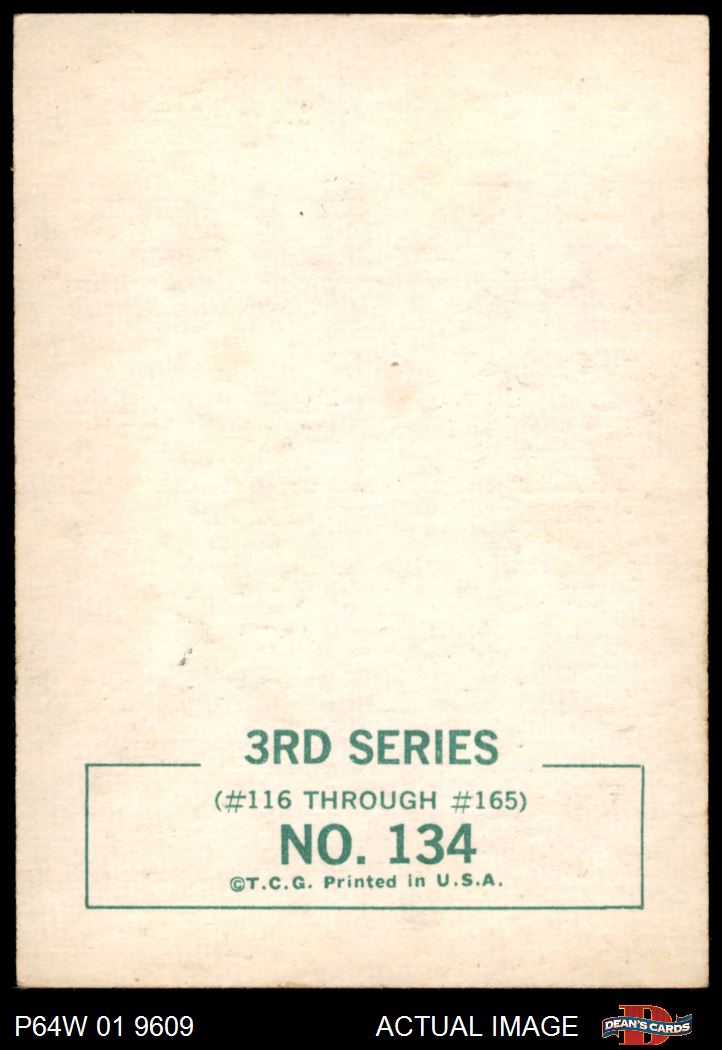 3RD SERIES
(#116 THROUGH #165)
NO. 134
©T.C.G. Printed in U.S.A.
P64W 01 9609
ACTUAL IMAGE
DEAN'S CARDS